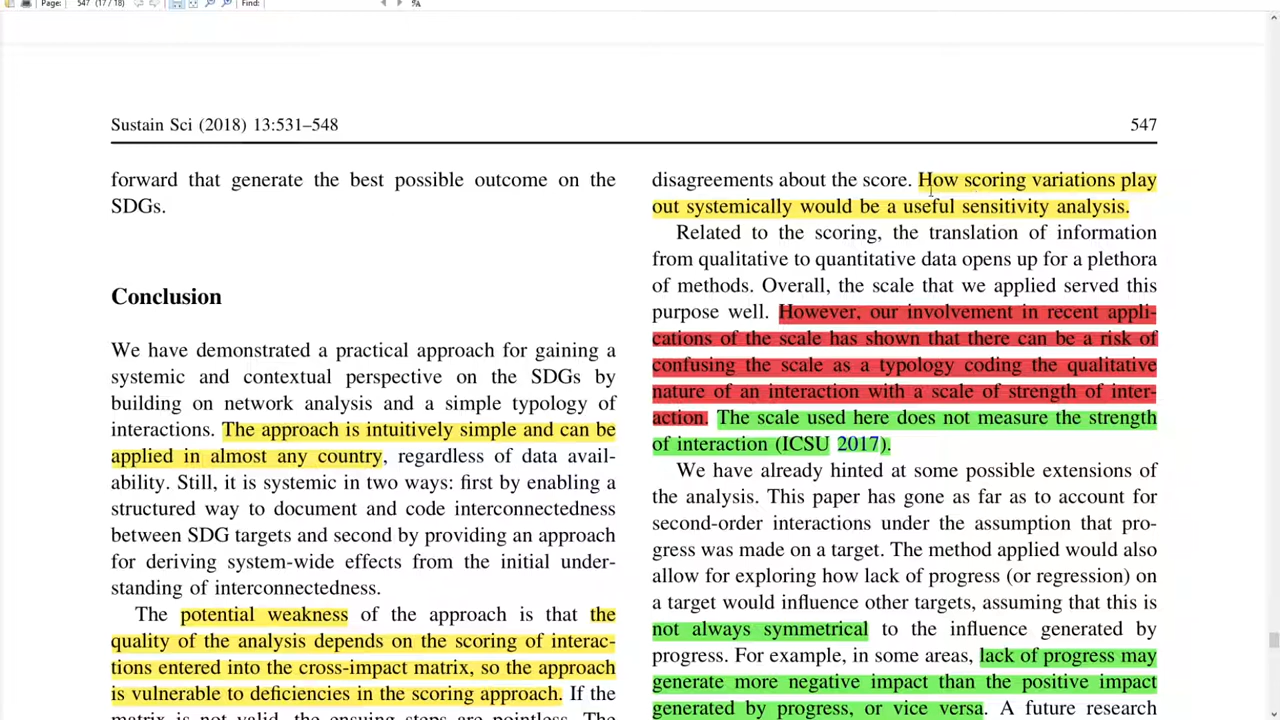 Page: 547 (17 / 18) Find:
Sustain Sci (2018) 13:531–548
547
forward that generate the best possible outcome on the
SDGs.
Conclusion
We have demonstrated a practical approach for gaining a
systemic and contextual perspective on the SDGs by
building on network analysis and a simple typology of
interactions. The approach is intuitively simple and can be
applied in almost any country, regardless of data avail-
ability. Still, it is systemic in two ways: first by enabling a
structured way to document and code interconnectedness
between SDG targets and second by providing an approach
for deriving system-wide effects from the initial under-
standing of interconnectedness.
The potential weakness of the approach is that the
quality of the analysis depends on the scoring of interac-
tions entered into the cross-impact matrix, so the approach
is vulnerable to deficiencies in the scoring approach. If the
matrix is not valid, the ensuing steps are pointless. The
disagreements about the score. How scoring variations play
out systemically would be a useful sensitivity analysis.
Related to the scoring, the translation of information
from qualitative to quantitative data opens up for a plethora
of methods. Overall, the scale that we applied served this
purpose well. However, our involvement in recent appli-
cations of the scale has shown that there can be a risk of
confusing the scale as a typology coding the qualitative
nature of an interaction with a scale of strength of inter-
action. The scale used here does not measure the strength
of interaction (ICSU 2017).
We have already hinted at some possible extensions of
the analysis. This paper has gone as far as to account for
second-order interactions under the assumption that pro-
gress was made on a target. The method applied would also
allow for exploring how lack of progress (or regression) on
a target would influence other targets, assuming that this is
not always symmetrical to the influence generated by
progress. For example, in some areas, lack of progress may
generate more negative impact than the positive impact
generated by progress, or vice versa. A future research